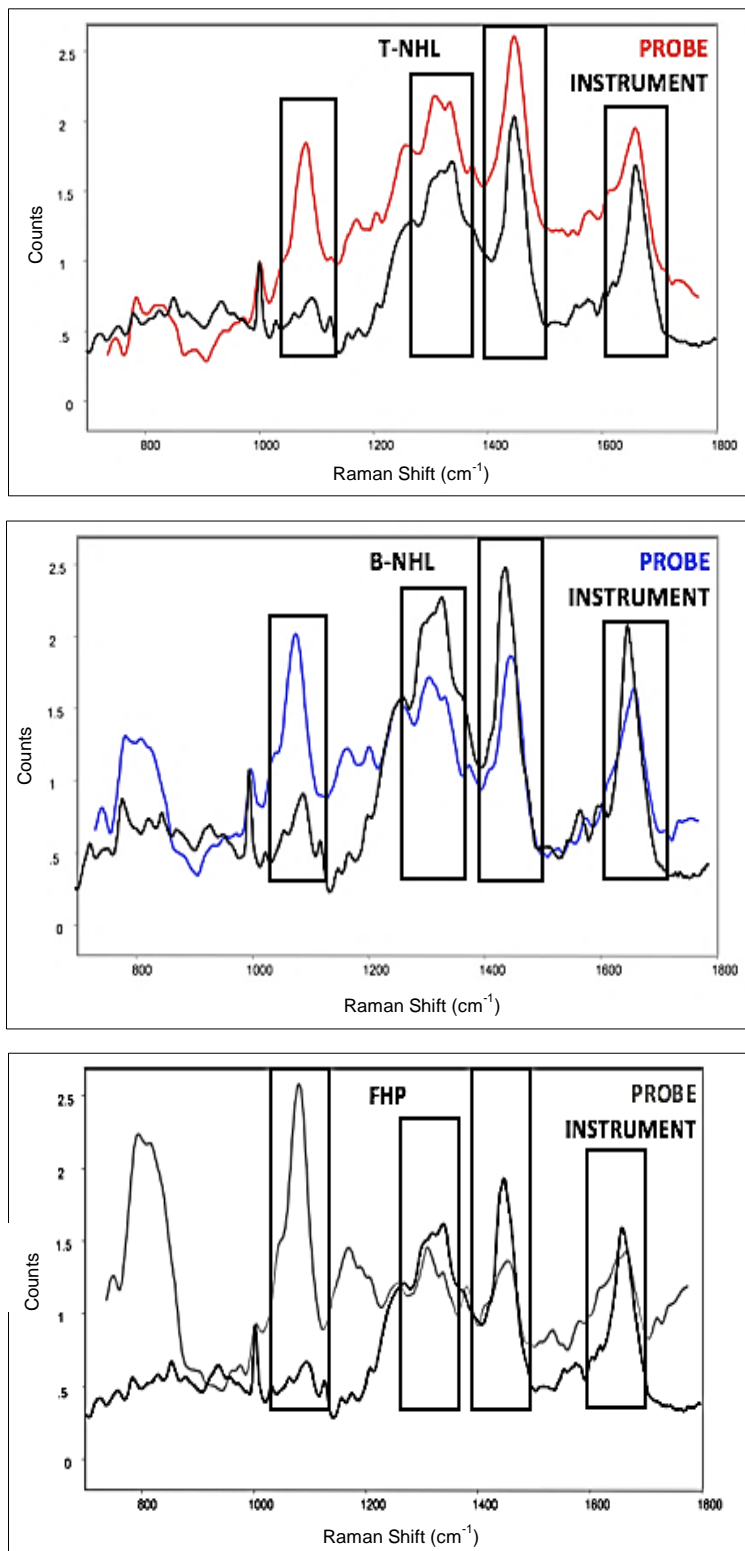 T-NHL
PROBE
INSTRUMENT
2.5
2
1.5
1
.5
0
Counts
800 1000 1200 1400 1600 1800
Raman Shift (cm⁻¹)
B-NHL
PROBE
INSTRUMENT
2.5
2
1.5
1
.5
0
Counts
800 1000 1200 1400 1600 1800
Raman Shift (cm⁻¹)
FHP
PROBE
INSTRUMENT
2.5
2
1.5
1
.5
0
Counts
800 1000 1200 1400 1600 1800
Raman Shift (cm⁻¹)